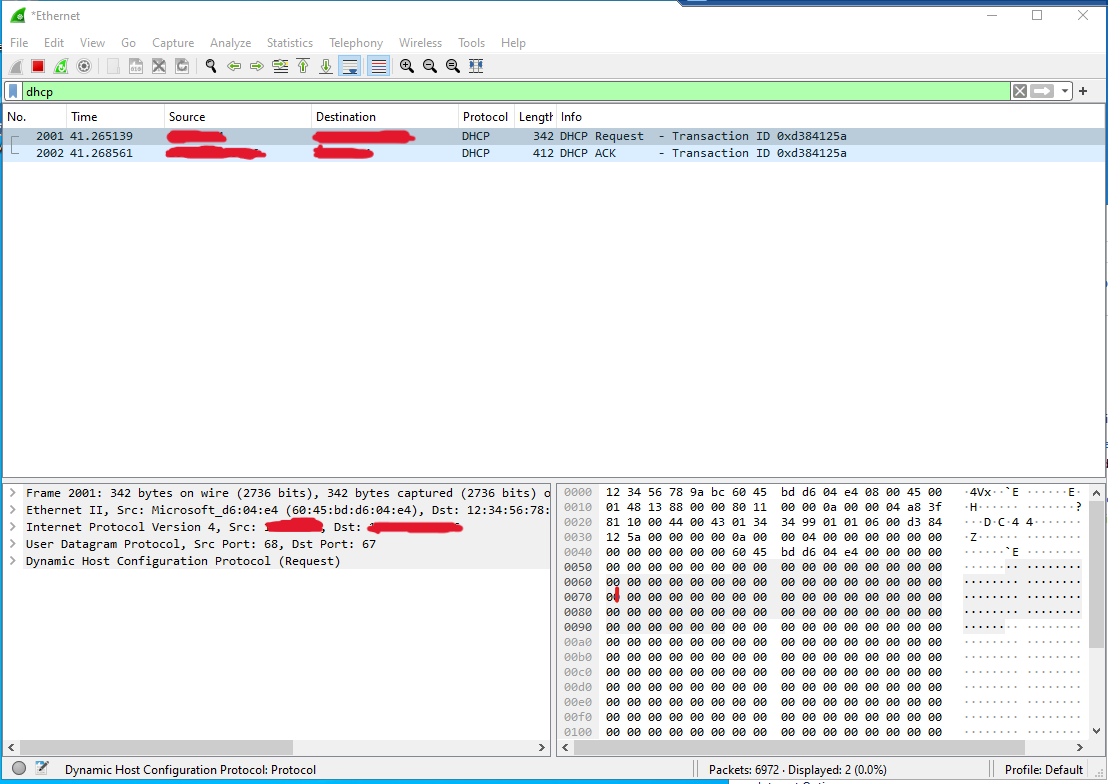 *Ethernet
File Edit View Go Capture Analyze Statistics Telephony Wireless Tools Help
dhcp
No. Time Source Destination Protocol Length Info
2001 41.265139 DHCP 342 DHCP Request - Transaction ID 0xd384125a
2002 41.268561 DHCP 412 DHCP ACK - Transaction ID 0xd384125a
Frame 2001: 342 bytes on wire (2736 bits), 342 bytes captured (2736 bits) o
Ethernet II, Src: Microsoft_d6:04:e4 (60:45:bd:d6:04:e4), Dst: 12:34:56:78:
Internet Protocol Version 4, Src: , Dst:
User Datagram Protocol, Src Port: 68, Dst Port: 67
Dynamic Host Configuration Protocol (Request)
0000 12 34 56 78 9a bc 60 45 bd d6 04 e4 08 00 45 00 ·4Vx··`E ······E·
0010 01 48 13 88 00 00 80 11 00 00 0a 00 00 04 a8 3f ·H······ ·······?
0020 81 10 00 44 00 43 01 34 34 99 01 01 06 00 d3 84 ···D·C·4 4·······
0030 12 5a 00 00 00 00 0a 00 00 04 00 00 00 00 00 00 ·Z······ ········
0040 00 00 00 00 00 00 60 45 bd d6 04 e4 00 00 00 00 ······`E ········
0050 00 00 00 00 00 00 00 00 00 00 00 00 00 00 00 00 ········ ········
0060 00 00 00 00 00 00 00 00 00 00 00 00 00 00 00 00 ········ ········
0070 00 00 00 00 00 00 00 00 00 00 00 00 00 00 00 00 ········ ········
0080 00 00 00 00 00 00 00 00 00 00 00 00 00 00 00 00 ········ ········
0090 00 00 00 00 00 00 00 00 00 00 00 00 00 00 00 00 ········ ········
00a0 00 00 00 00 00 00 00 00 00 00 00 00 00 00 00 00 ········ ········
00b0 00 00 00 00 00 00 00 00 00 00 00 00 00 00 00 00 ········ ········
00c0 00 00 00 00 00 00 00 00 00 00 00 00 00 00 00 00 ········ ········
00d0 00 00 00 00 00 00 00 00 00 00 00 00 00 00 00 00 ········ ········
00e0 00 00 00 00 00 00 00 00 00 00 00 00 00 00 00 00 ········ ········
00f0 00 00 00 00 00 00 00 00 00 00 00 00 00 00 00 00 ········ ········
0100 00 00 00 00 00 00 00 00 00 00 00 00 00 00 00 00 ········ ········
Dynamic Host Configuration Protocol: Protocol
Packets: 6972 · Displayed: 2 (0.0%)
Profile: Default